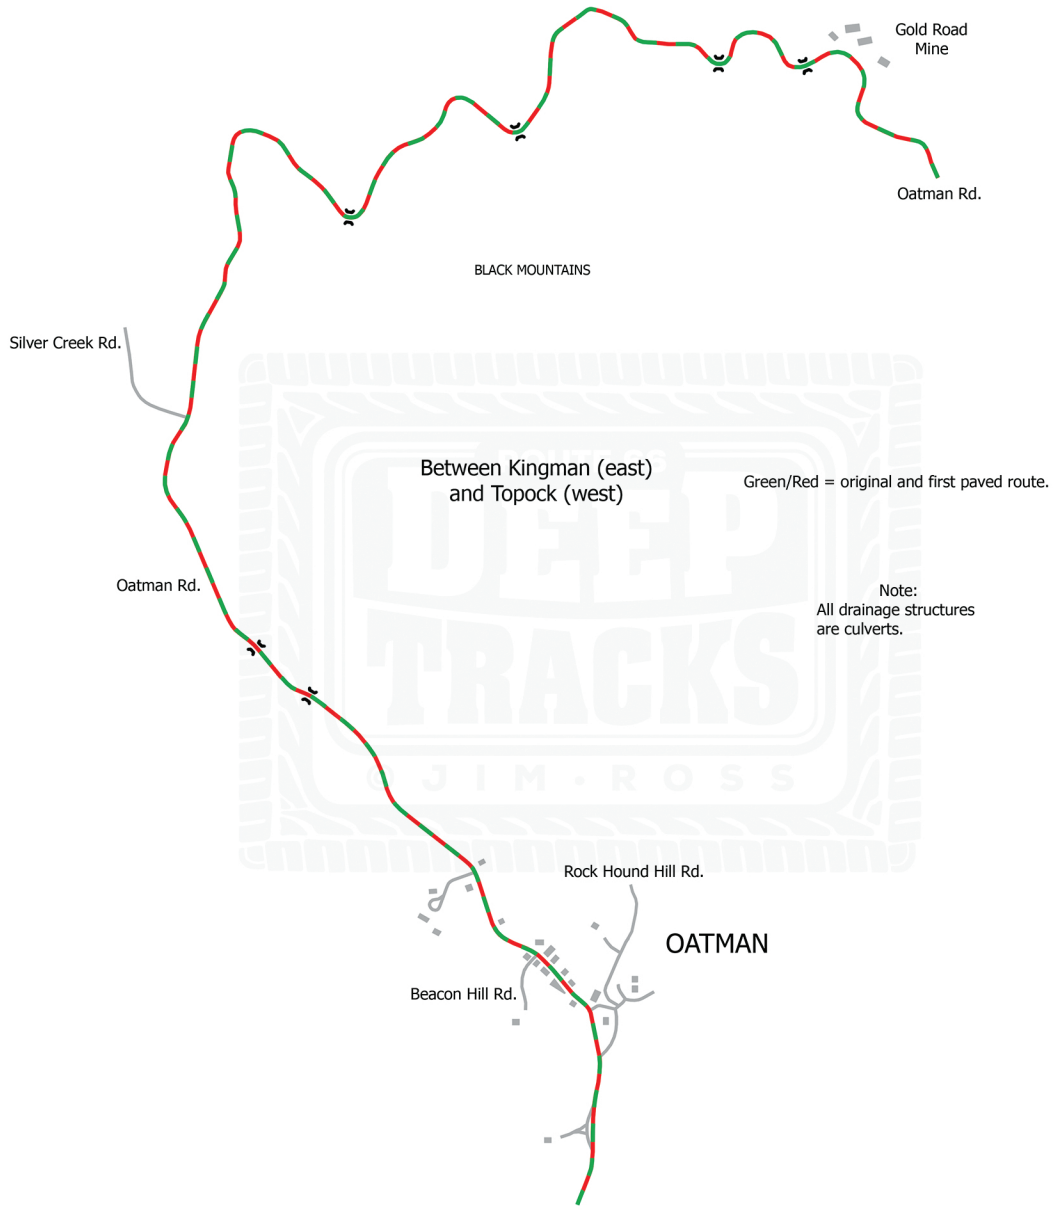 Gold Road
Mine
Oatman Rd.
BLACK MOUNTAINS
Silver Creek Rd.
Between Kingman (east)
and Topock (west)
Green/Red = original and first paved route.
Oatman Rd.
Note:
All drainage structures
are culverts.
DEEP
TRACKS
© JIM · ROSS
Rock Hound Hill Rd.
OATMAN
Beacon Hill Rd.